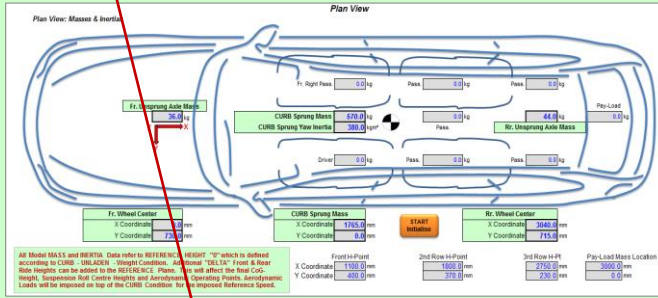 Plan View
Plan View: Masses & Inertia
Fr. Right Pass. 0.0 kg Pass. 0.0 kg Pass. 0.0 kg
Fr. Unsprung Axle Mass
36.0 kg
X
CURB Sprung Mass 570.0 kg
CURB Sprung Yaw Inertia 380.0 kgm²
Pass.
44.0 kg
Rr. Unsprung Axle Mass
Pay-Load
0.0 kg
Driver 0.0 kg Pass. 0.0 kg Pass. 0.0 kg
Fr. Wheel Center
X Coordinate 0.0 mm
Y Coordinate mm
CURB Sprung Mass
X Coordinate 1765.0 mm
Y Coordinate 0.0 mm
START
Initialise
Rr. Wheel Center
X Coordinate 3040.0 mm
Y Coordinate 715.0 mm
All Model MASS and INERTIA Data refer to REFERENCE HEIGHT "0" which is defined
according to CURB - UNLADEN - Weight Condition. Additional "DELTA" Front & Rear
Ride Heights can be added to the REFERENCE Plane. This will affect the final CoG-
Height, Suspension Roll Centre Heights and Aerodynamic Operating Points. Aerodynamic
Loads will be imposed on top of the CURB Condition for the imposed Reference Speed.
Front H-Point 2nd Row H-Point 3rd Row H-Pt Pay-Load Mass Location
X Coordinate 1100.0 mm 1800.0 mm 2750.0 mm 3800.0 mm
Y Coordinate 400.0 mm 370.0 mm 230.0 mm 0.0 mm